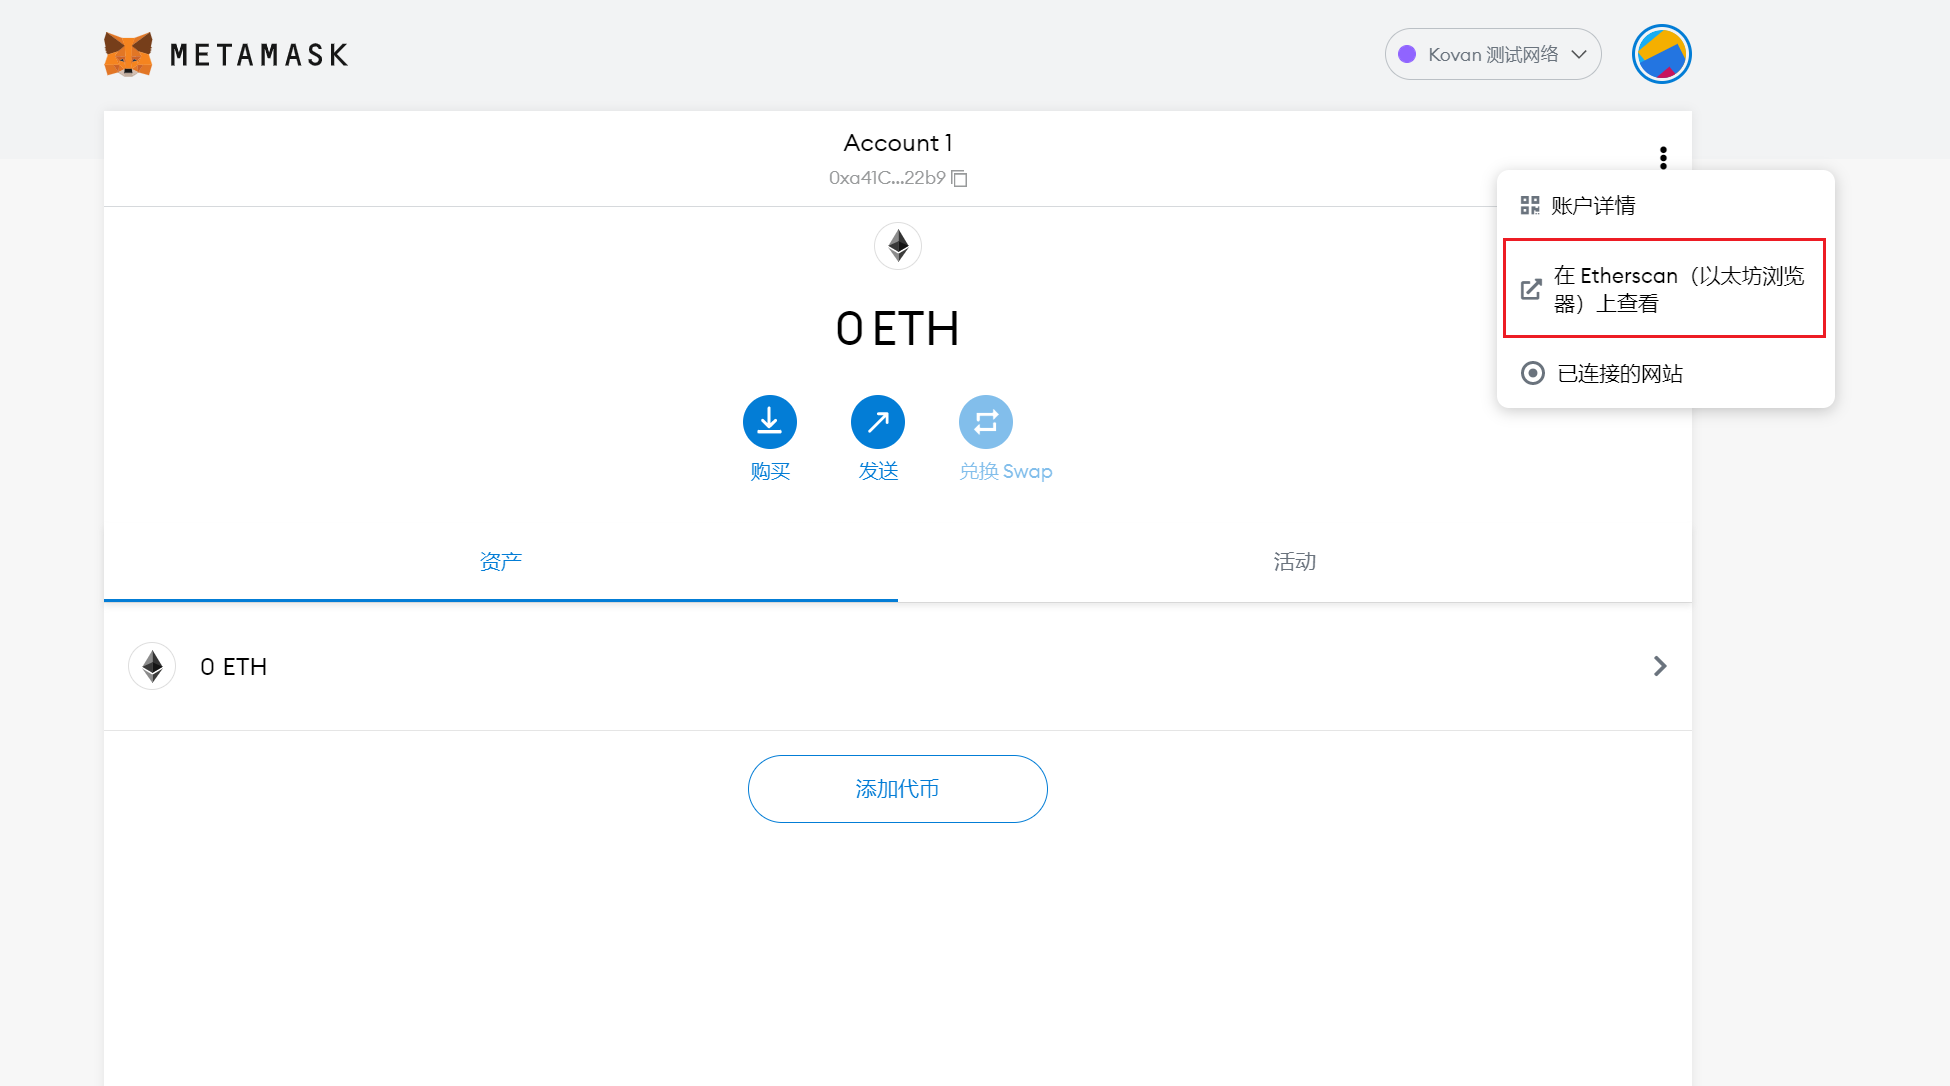 METAMASK
Kovan 测试网络
Account 1
0xa41C...22b9
账户详情
在 Etherscan（以太坊浏览
器）上查看
已连接的网站
0 ETH
购买
发送
兑换 Swap
资产
活动
0 ETH
添加代币